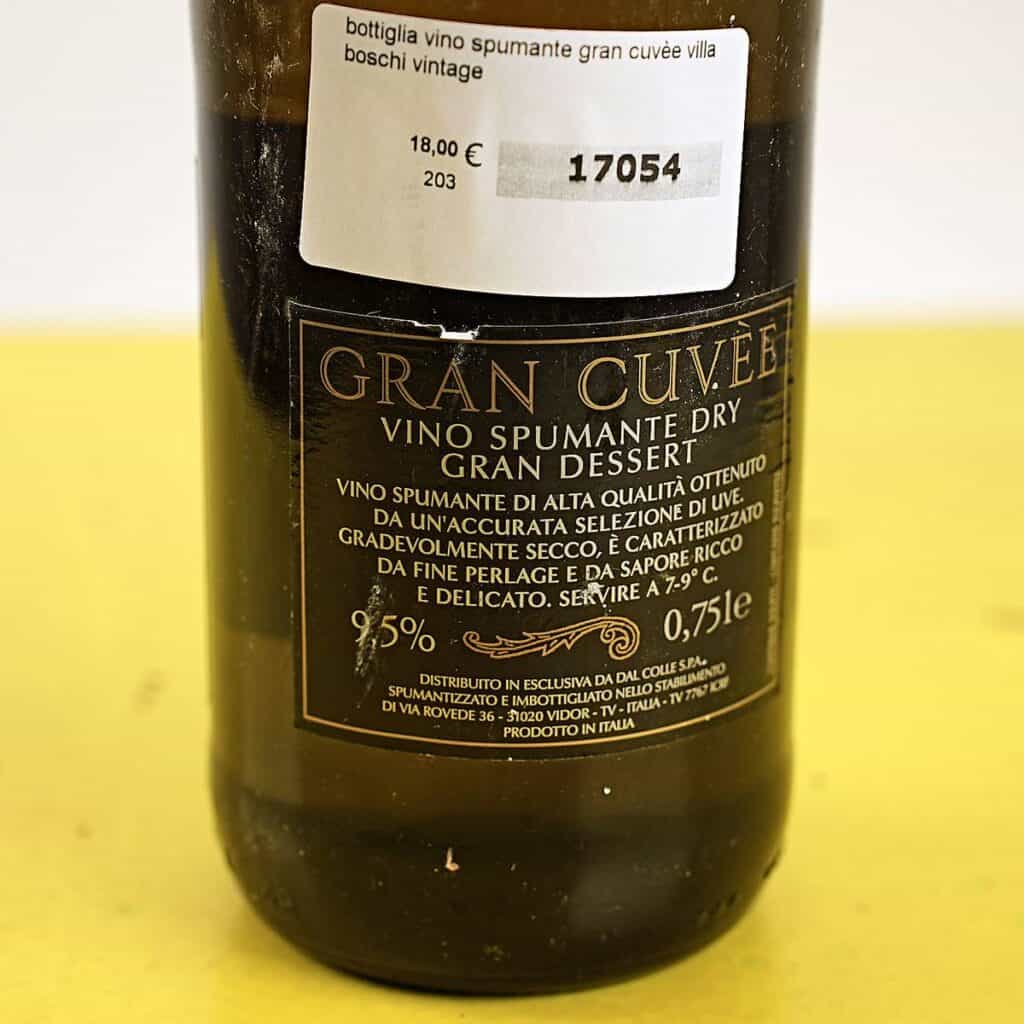 bottiglia vino spumante gran cuvèe villa
boschi vintage
18,00 €
17054
203
GRAN CUVÈE
VINO SPUMANTE DRY
GRAN DESSERT
VINO SPUMANTE DI ALTA QUALITÀ OTTENUTO
DA UN'ACCURATA SELEZIONE DI UVE.
GRADEVOLMENTE SECCO, È CARATTERIZZATO
DA FINE PERLAGE E DA SAPORE RICCO
E DELICATO. SERVIRE A 7-9° C.
9,5%
0,75le
DISTRIBUITO IN ESCLUSIVA DA DAL COLLE S.P.A.
SPUMANTIZZATO E IMBOTTIGLIATO NELLO STABILIMENTO
DI VIA ROVEDE 36 - 31020 VIDOR - TV - ITALIA - TV 7767 ICRF
PRODOTTO IN ITALIA